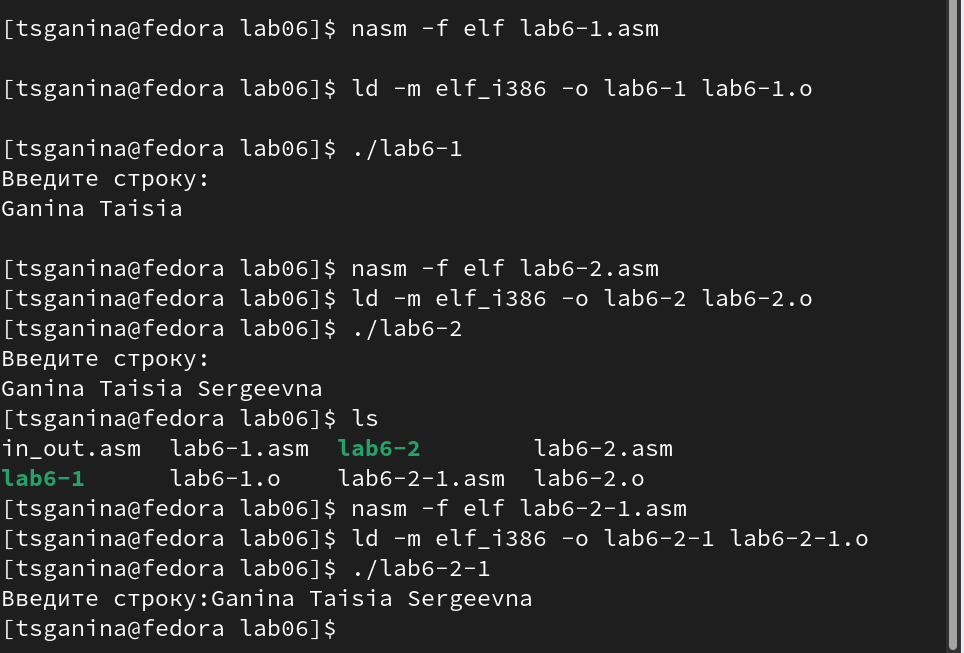 [tsganina@fedora lab06]$ nasm -f elf lab6-1.asm
[tsganina@fedora lab06]$ ld -m elf_i386 -o lab6-1 lab6-1.o
[tsganina@fedora lab06]$ ./lab6-1
Введите строку:
Ganina Taisia
[tsganina@fedora lab06]$ nasm -f elf lab6-2.asm
[tsganina@fedora lab06]$ ld -m elf_i386 -o lab6-2 lab6-2.o
[tsganina@fedora lab06]$ ./lab6-2
Введите строку:
Ganina Taisia Sergeevna
[tsganina@fedora lab06]$ ls
in_out.asm  lab6-1.asm  lab6-2        lab6-2.asm
lab6-1      lab6-1.o    lab6-2-1.asm  lab6-2.o
[tsganina@fedora lab06]$ nasm -f elf lab6-2-1.asm
[tsganina@fedora lab06]$ ld -m elf_i386 -o lab6-2-1 lab6-2-1.o
[tsganina@fedora lab06]$ ./lab6-2-1
Введите строку:Ganina Taisia Sergeevna
[tsganina@fedora lab06]$